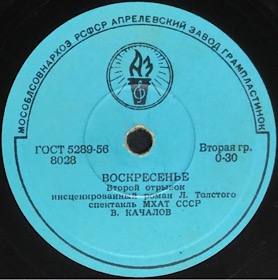 МОСОБЛСОВНАРХОЗ РСФСР АПРЕЛЕВСКИЙ ЗАВОД ГРАМПЛАСТИНОК
АЗ
ГОСТ 5289-56
8028
Вторая гр.
0-30
ВОСКРЕСЕНЬЕ
Второй отрывок
инсценированный роман Л. Толстого
спектакль МХАТ СССР
В. КАЧАЛОВ